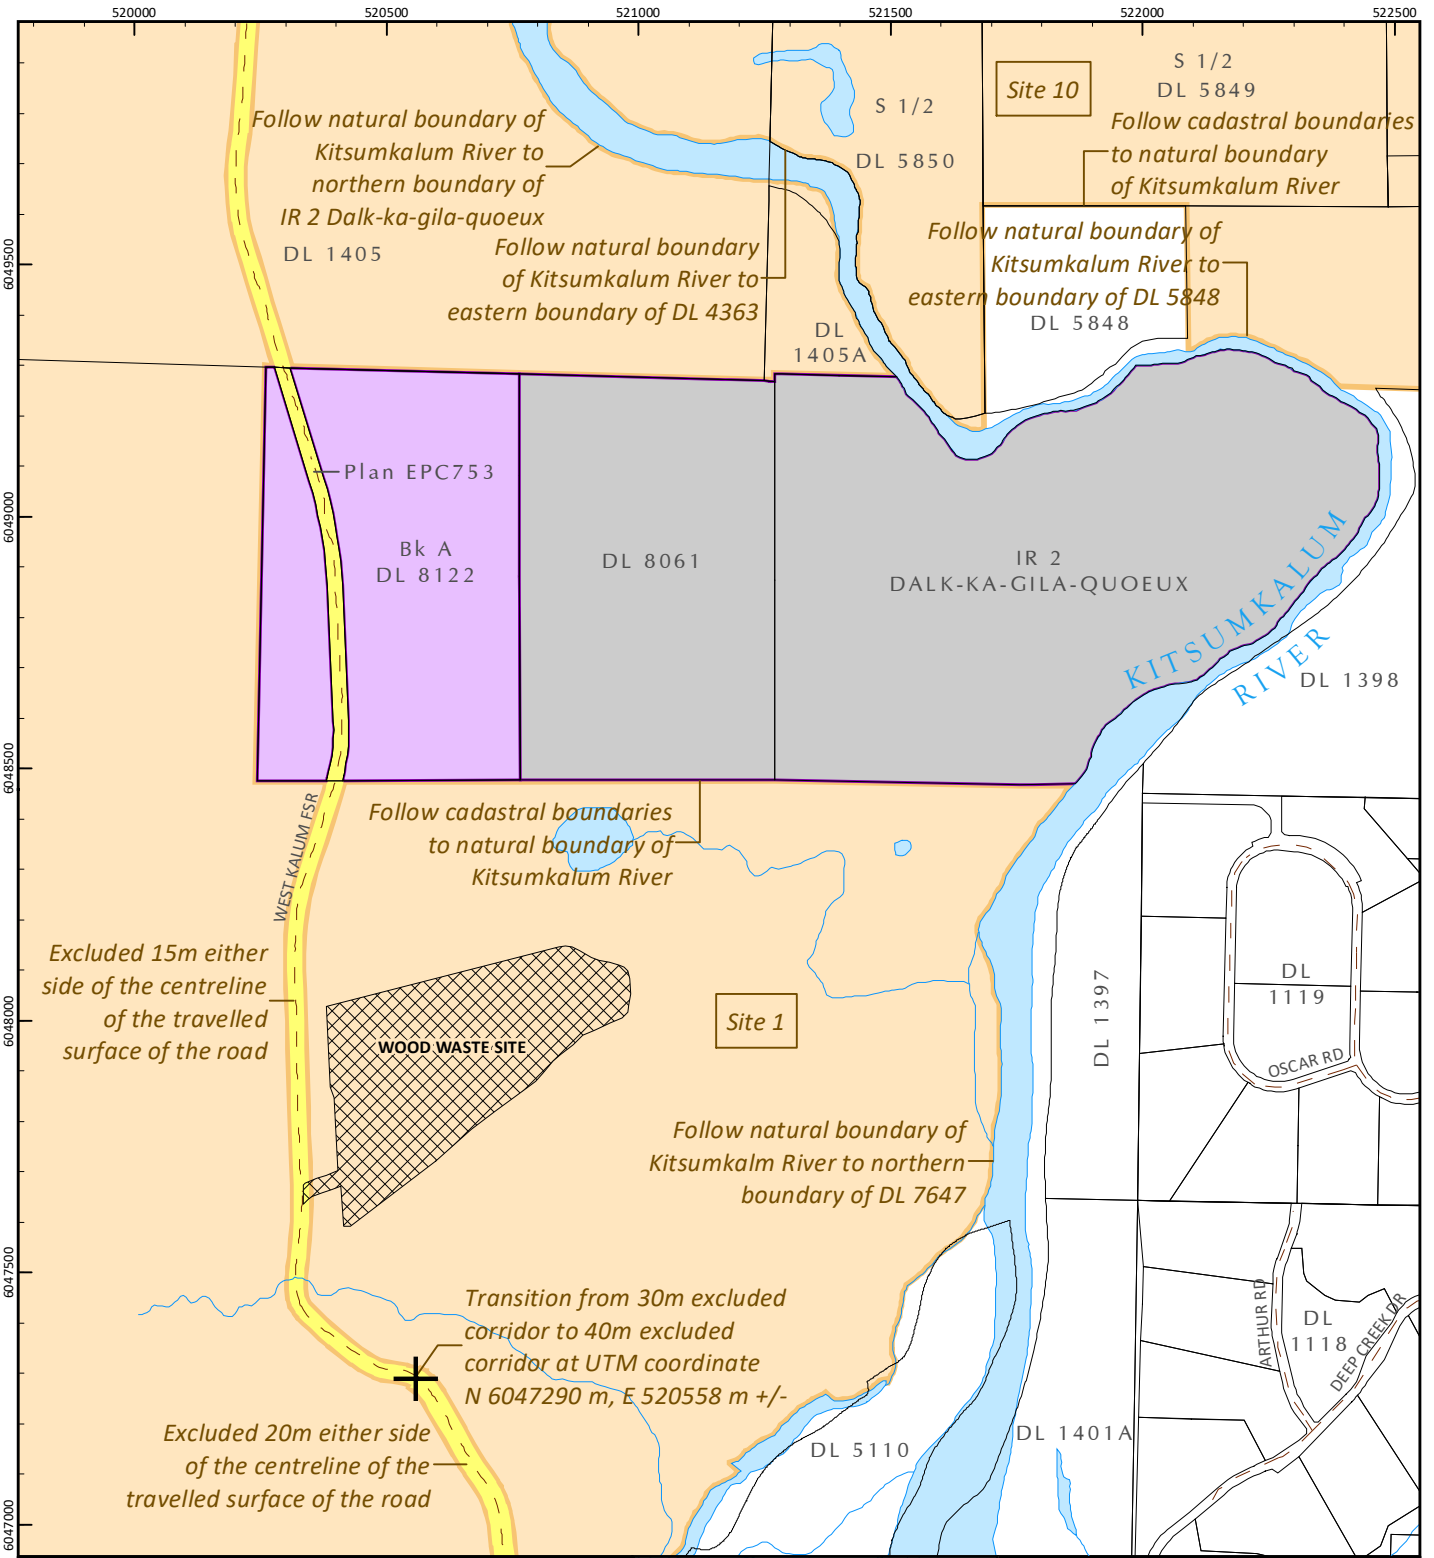 520000
520500
521000
521500
522000
522500
S 1/2
DL 5849
Site 10
S 1/2
DL 5850
Follow natural boundary of
Kitsumkalum River to
northern boundary of
IR 2 Dalk-ka-gila-quoeux
DL 1405
Follow cadastral boundaries
to natural boundary
of Kitsumkalum River
Follow natural boundary
of Kitsumkalum River to
eastern boundary of DL 4363
Follow natural boundary of
Kitsumkalum River to
eastern boundary of DL 5848
DL 5848
DL
1405A
6049500
6049000
6048500
6048000
6047500
6047000
Plan EPC753
Bk A
DL 8122
DL 8061
IR 2
DALK-KA-GILA-QUOEUX
KITSUMKALUM
RIVER
DL 1398
WEST KALUM FSR
Follow cadastral boundaries
to natural boundary of
Kitsumkalum River
Excluded 15m either
side of the centreline
of the travelled
surface of the road
WOOD WASTE SITE
Site 1
DL 1397
DL
1119
OSCAR RD
Follow natural boundary of
Kitsumkalm River to northern
boundary of DL 7647
Transition from 30m excluded
corridor to 40m excluded
corridor at UTM coordinate
N 6047290 m, E 520558 m +/-
Excluded 20m either side
of the centreline of the
travelled surface of the road
DL 5110
DL 1401A
ARTHUR RD
DL
1118
DEEP CREEK DR